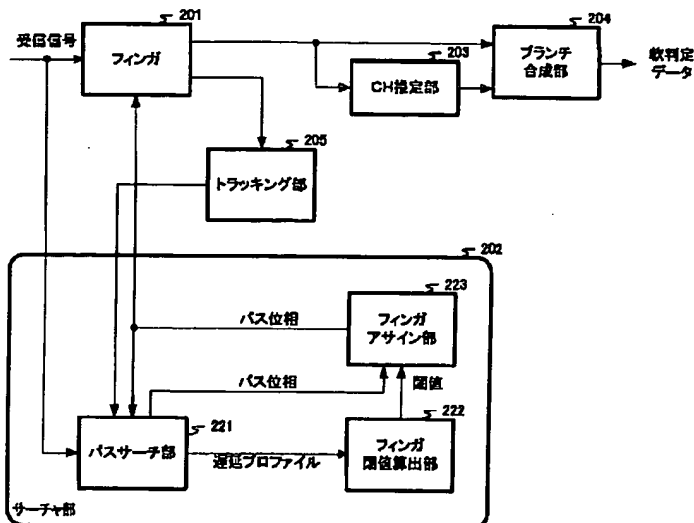 201
受信信号
フィンガ
204
ブランチ
合成部
203
CH推定部
軟判定
データ
205
トラッキング部
202
223
フィンガ
アサイン部
パス位相
パス位相
閾値
222
221
パスサーチ部
遅延プロファイル
フィンガ
閾値算出部
サーチャ部